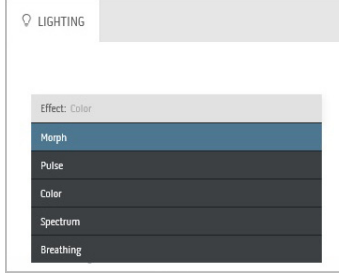 LIGHTING
Effect: Color
Morph
Pulse
Color
Spectrum
Breathing